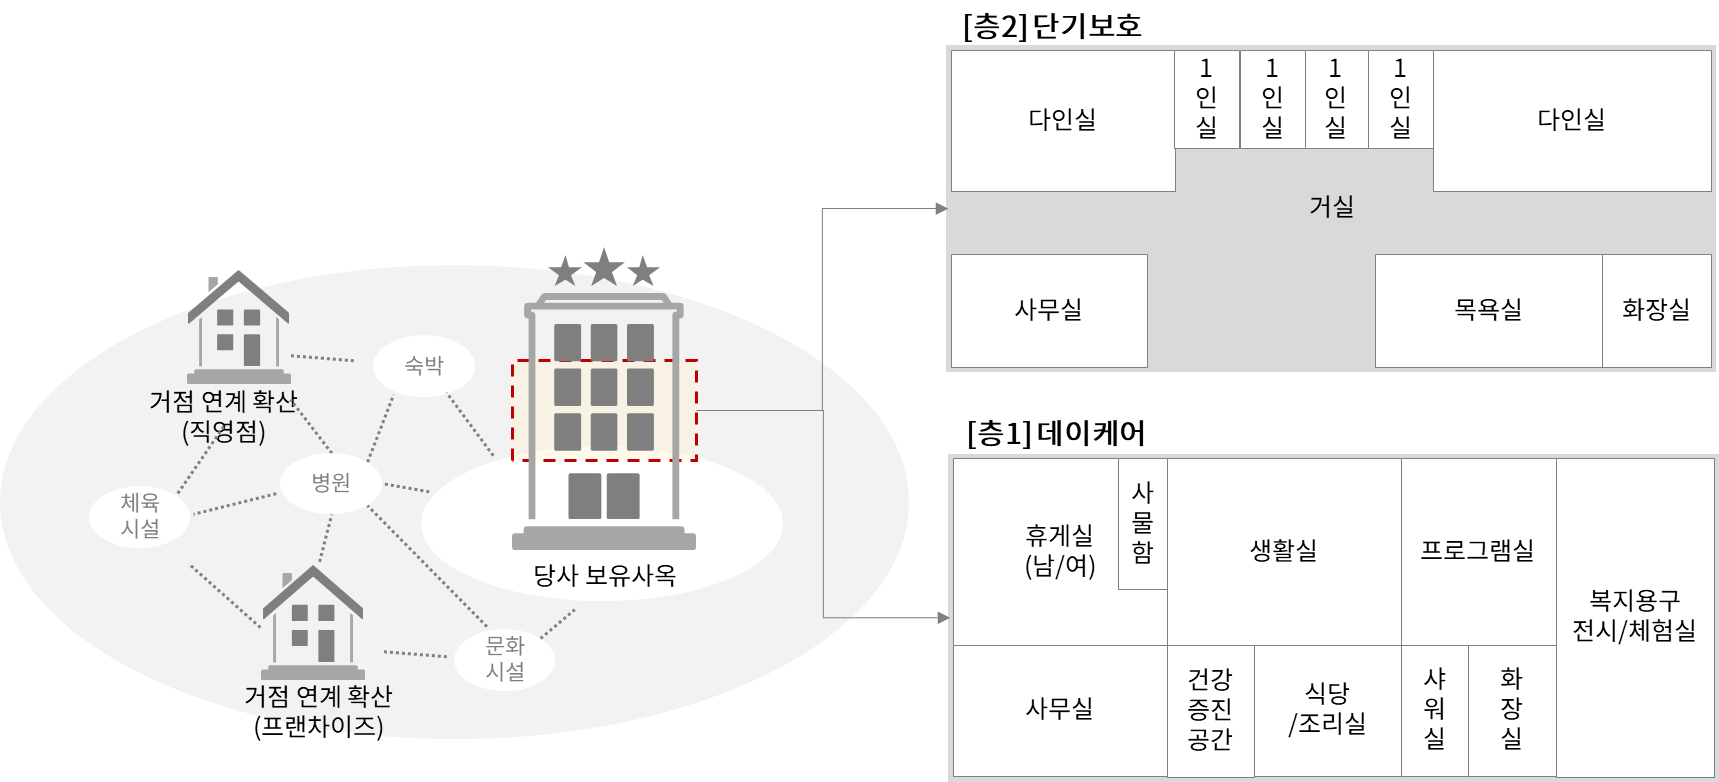 [층2] 단기보호
다인실
1
인
실
1
인
실
1
인
실
1
인
실
다인실
거실
사무실
목욕실
화장실
거점 연계 확산
(직영점)
숙박
병원
체육
시설
당사 보유사옥
문화
시설
거점 연계 확산
(프랜차이즈)
[층1] 데이케어
휴게실
(남/여)
사
물
함
생활실
프로그램실
복지용구
전시/체험실
사무실
건강
증진
공간
식당
/조리실
샤
워
실
화
장
실